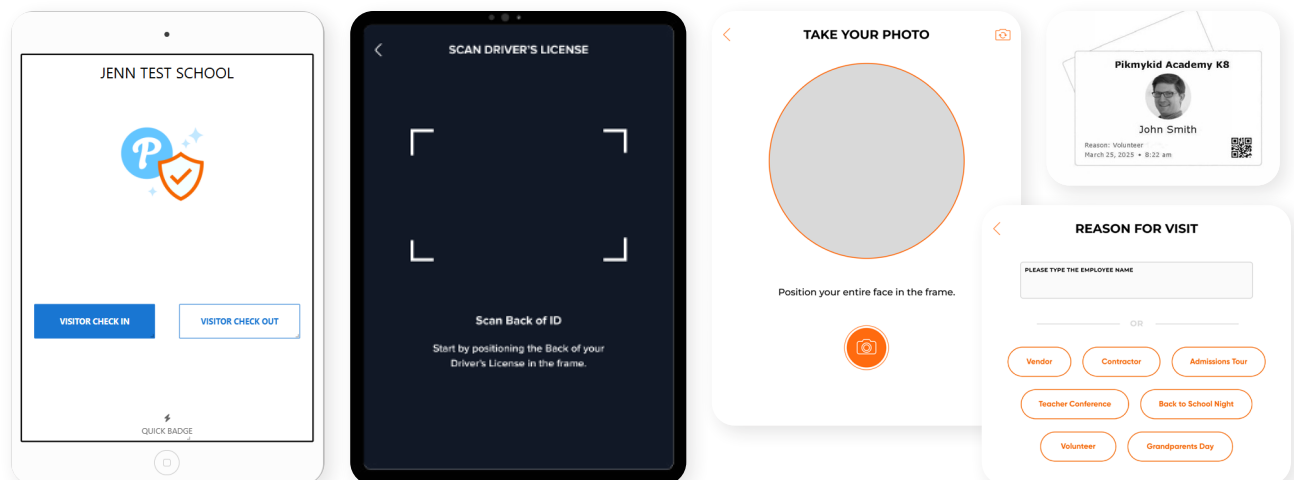 JENN TEST SCHOOL
P
VISITOR CHECK IN
VISITOR CHECK OUT
QUICK BADGE
SCAN DRIVER'S LICENSE
Scan Back of ID
Start by positioning the Back of your
Driver's License in the frame.
TAKE YOUR PHOTO
Position your entire face in the frame.
Pikmykid Academy K8
John Smith
Reason: Volunteer
March 25, 2025 • 8:22 am
REASON FOR VISIT
PLEASE TYPE THE EMPLOYEE NAME
OR
Vendor
Contractor
Admissions Tour
Teacher Conference
Back to School Night
Volunteer
Grandparents Day